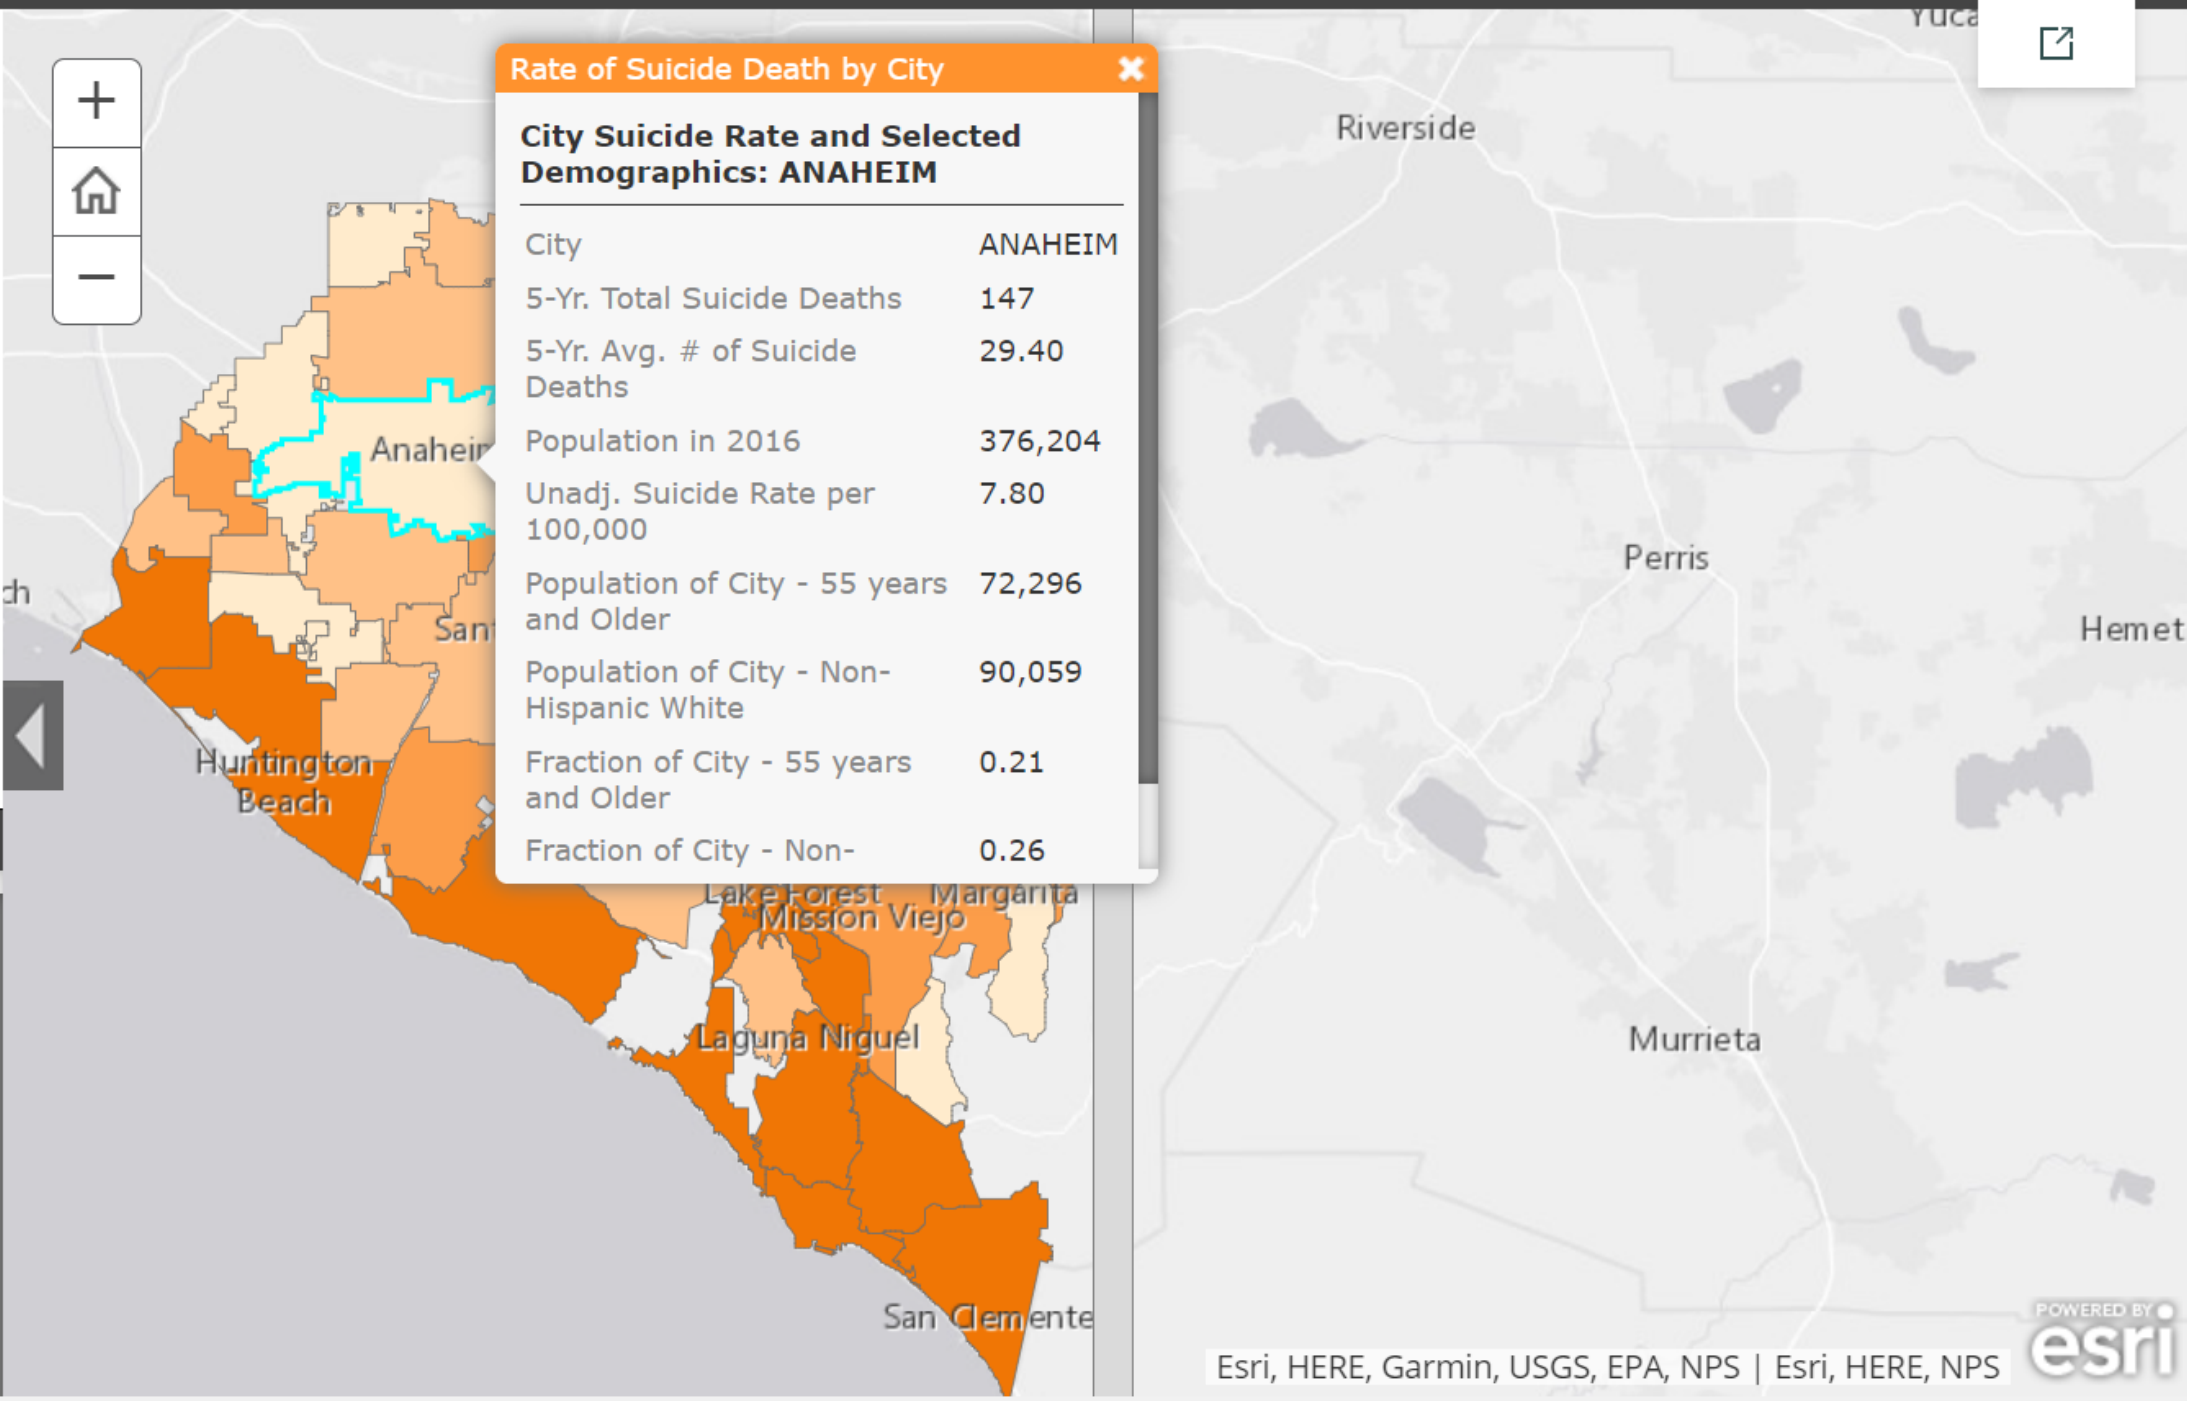 Rate of Suicide Death by City
City Suicide Rate and Selected
Demographics: ANAHEIM
City ANAHEIM
5-Yr. Total Suicide Deaths 147
5-Yr. Avg. # of Suicide 29.40
Deaths
Population in 2016 376,204
Unadj. Suicide Rate per 7.80
100,000
Population of City - 55 years 72,296
and Older
Population of City - Non- 90,059
Hispanic White
Fraction of City - 55 years 0.21
and Older
Fraction of City - Non- 0.26
Yuca
Riverside
Anaheim
Perris
ch
Hemet
Sant
Huntington
Beach
Lake Forest
Margarita
Mission Viejo
Laguna Niguel
Murrieta
San Clemente
POWERED BY
esri
Esri, HERE, Garmin, USGS, EPA, NPS | Esri, HERE, NPS